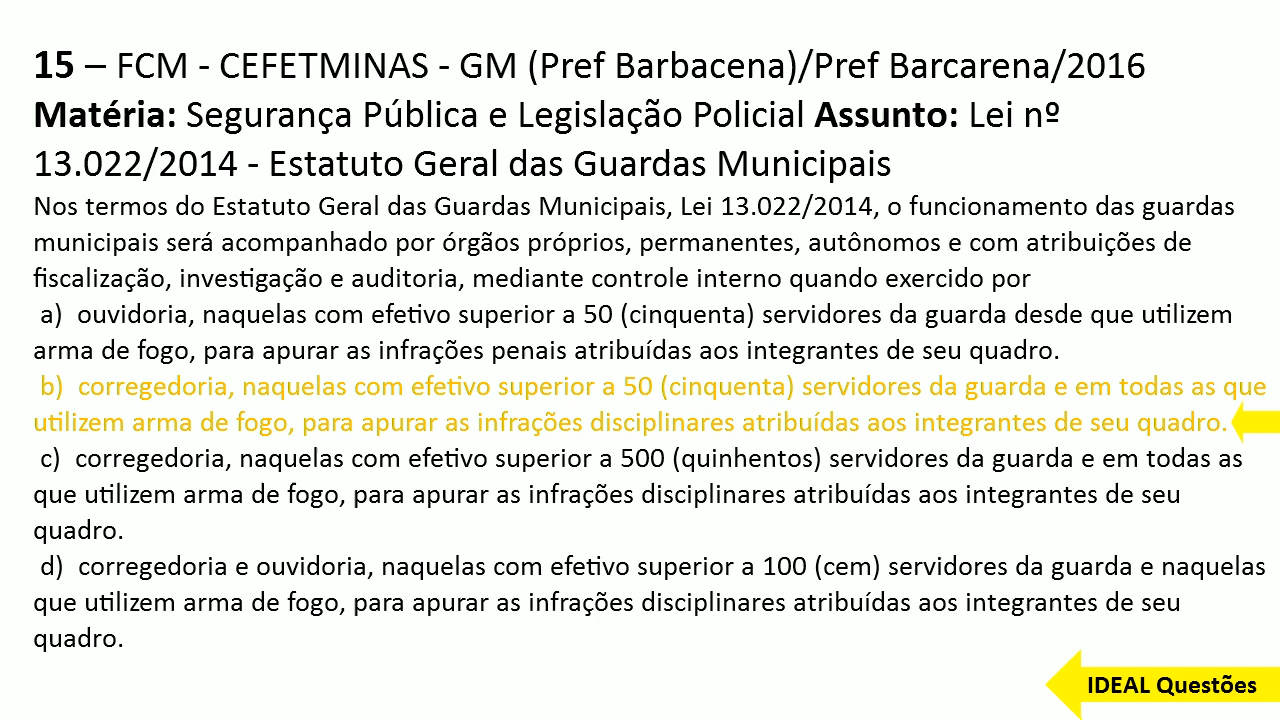 15 – FCM - CEFETMINAS - GM (Pref Barbacena)/Pref Barcarena/2016
Matéria: Segurança Pública e Legislação Policial Assunto: Lei nº
13.022/2014 - Estatuto Geral das Guardas Municipais
Nos termos do Estatuto Geral das Guardas Municipais, Lei 13.022/2014, o funcionamento das guardas
municipais será acompanhado por órgãos próprios, permanentes, autônomos e com atribuições de
fiscalização, investigação e auditoria, mediante controle interno quando exercido por
a) ouvidoria, naquelas com efetivo superior a 50 (cinquenta) servidores da guarda desde que utilizem
arma de fogo, para apurar as infrações penais atribuídas aos integrantes de seu quadro.
b) corregedoria, naquelas com efetivo superior a 50 (cinquenta) servidores da guarda e em todas as que
utilizem arma de fogo, para apurar as infrações disciplinares atribuídas aos integrantes de seu quadro.
c) corregedoria, naquelas com efetivo superior a 500 (quinhentos) servidores da guarda e em todas as
que utilizem arma de fogo, para apurar as infrações disciplinares atribuídas aos integrantes de seu
quadro.
d) corregedoria e ouvidoria, naquelas com efetivo superior a 100 (cem) servidores da guarda e naquelas
que utilizem arma de fogo, para apurar as infrações disciplinares atribuídas aos integrantes de seu
quadro.
IDEAL Questões